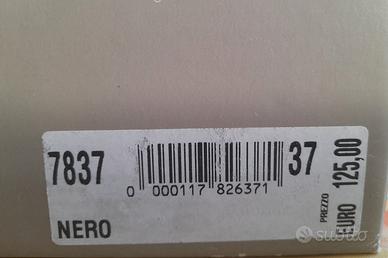 7837
37
0 000117 826371
NERO
PREZZO
EURO 125,00
subito